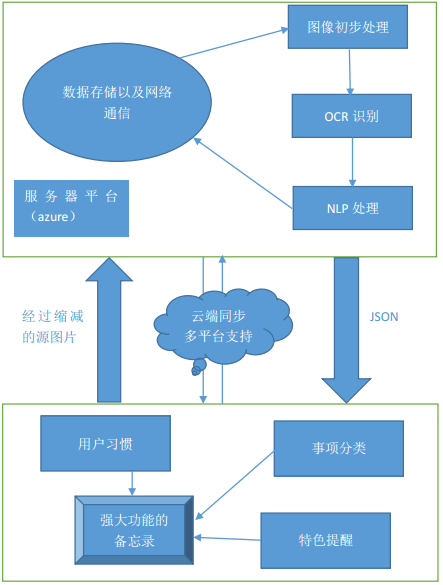 图像初步处理
数据存储以及网络
通信
OCR 识别
服务器平台
（azure）
NLP 处理
经过缩减
的源图片
云端同步
多平台支持
JSON
用户习惯
事项分类
强大功能的
备忘录
特色提醒